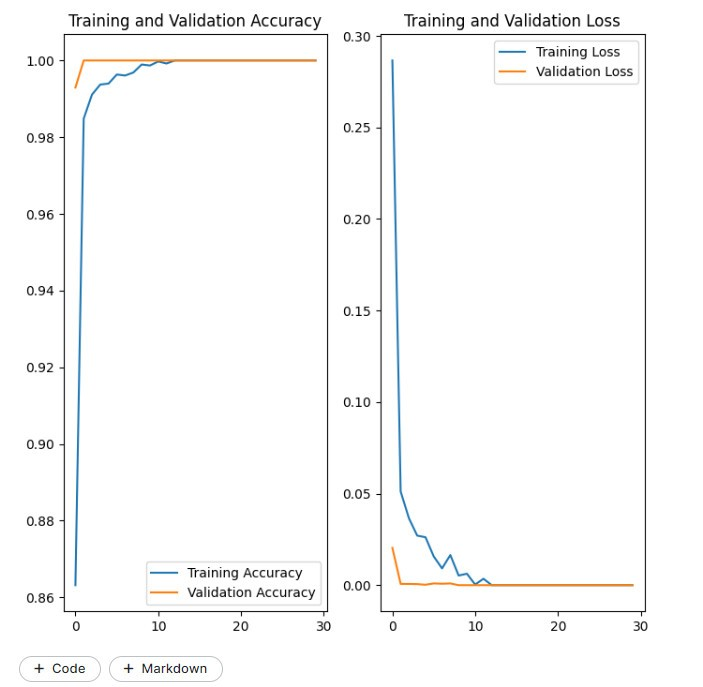 Training and Validation Accuracy
1.00
0.98
0.96
0.94
0.92
0.90
0.88
0.86
0
10
20
30
Training Accuracy
Validation Accuracy
Training and Validation Loss
0.30
0.25
0.20
0.15
0.10
0.05
0.00
0
10
20
30
Training Loss
Validation Loss
+ Code
+ Markdown